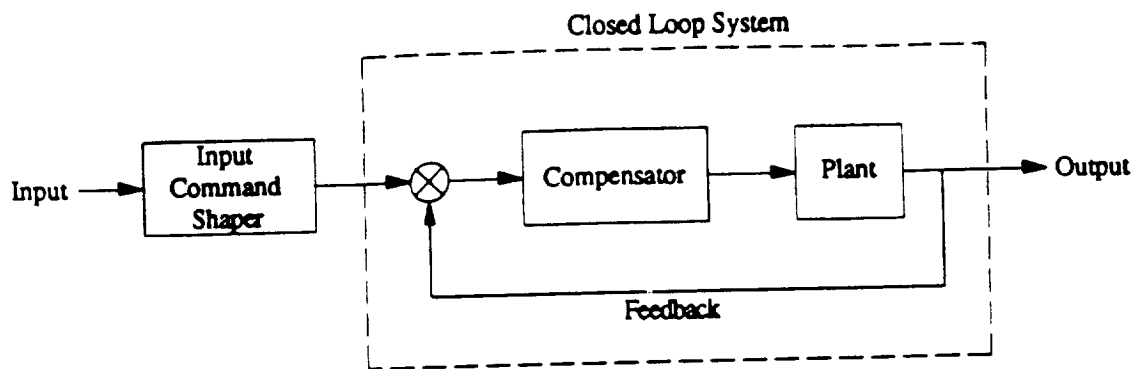 Closed Loop System
Input
Input
Command
Shaper
Compensator
Plant
Output
Feedback